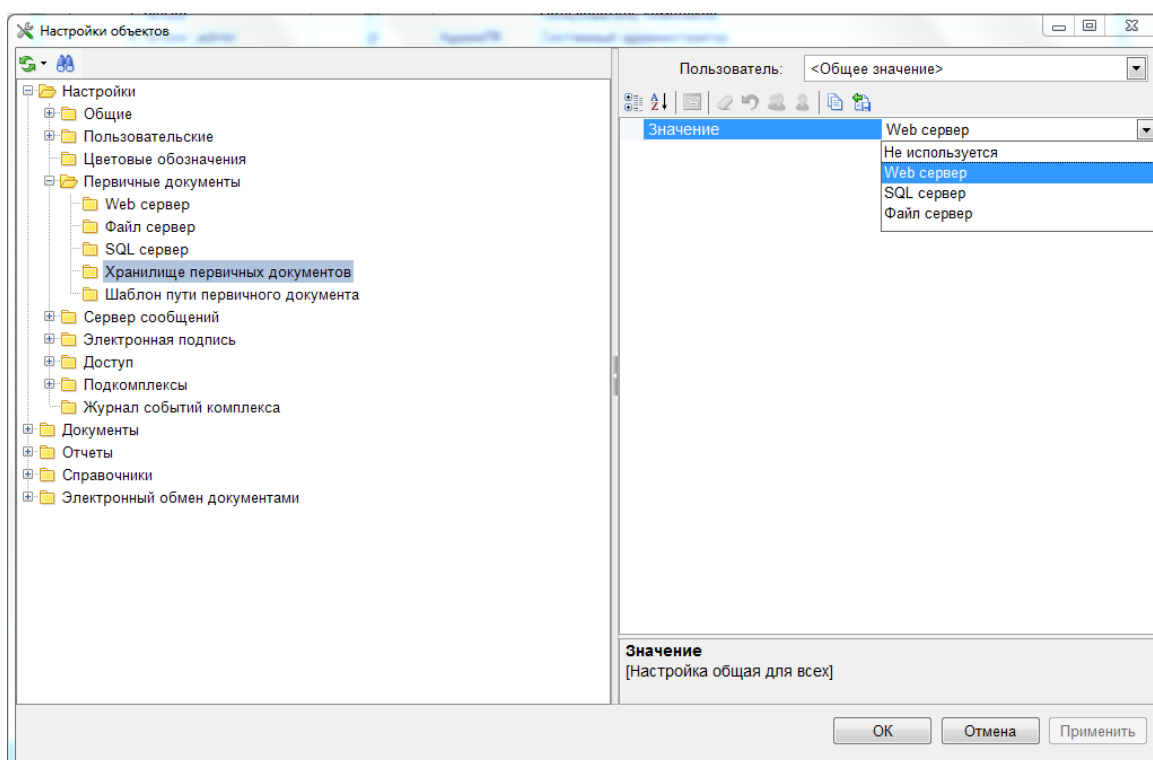 Настройки объектов
Пользователь: <Общее значение>
Настройки
Общие
Пользовательские
Цветовые обозначения
Первичные документы
Web сервер
Файл сервер
SQL сервер
Хранилище первичных документов
Шаблон пути первичного документа
Сервер сообщений
Электронная подпись
Доступ
Подкомплексы
Журнал событий комплекса
Документы
Отчеты
Справочники
Электронный обмен документами
Значение Web сервер
Не используется
Web сервер
SQL сервер
Файл сервер
Значение
[Настройка общая для всех]
ОК Отмена Применить